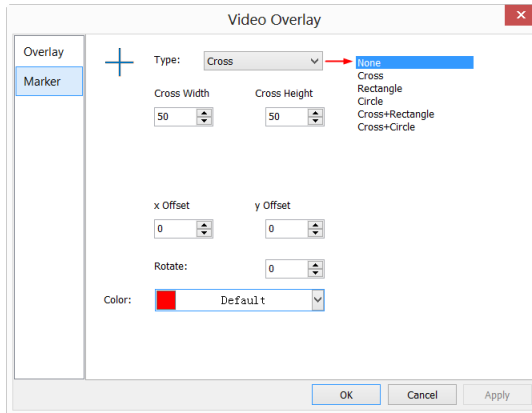 Video Overlay
Overlay
Marker
Type:
Cross
None
Cross
Rectangle
Circle
Cross+Rectangle
Cross+Circle
Cross Width
Cross Height
50
50
x Offset
y Offset
0
0
Rotate:
0
Color:
Default
OK
Cancel
Apply